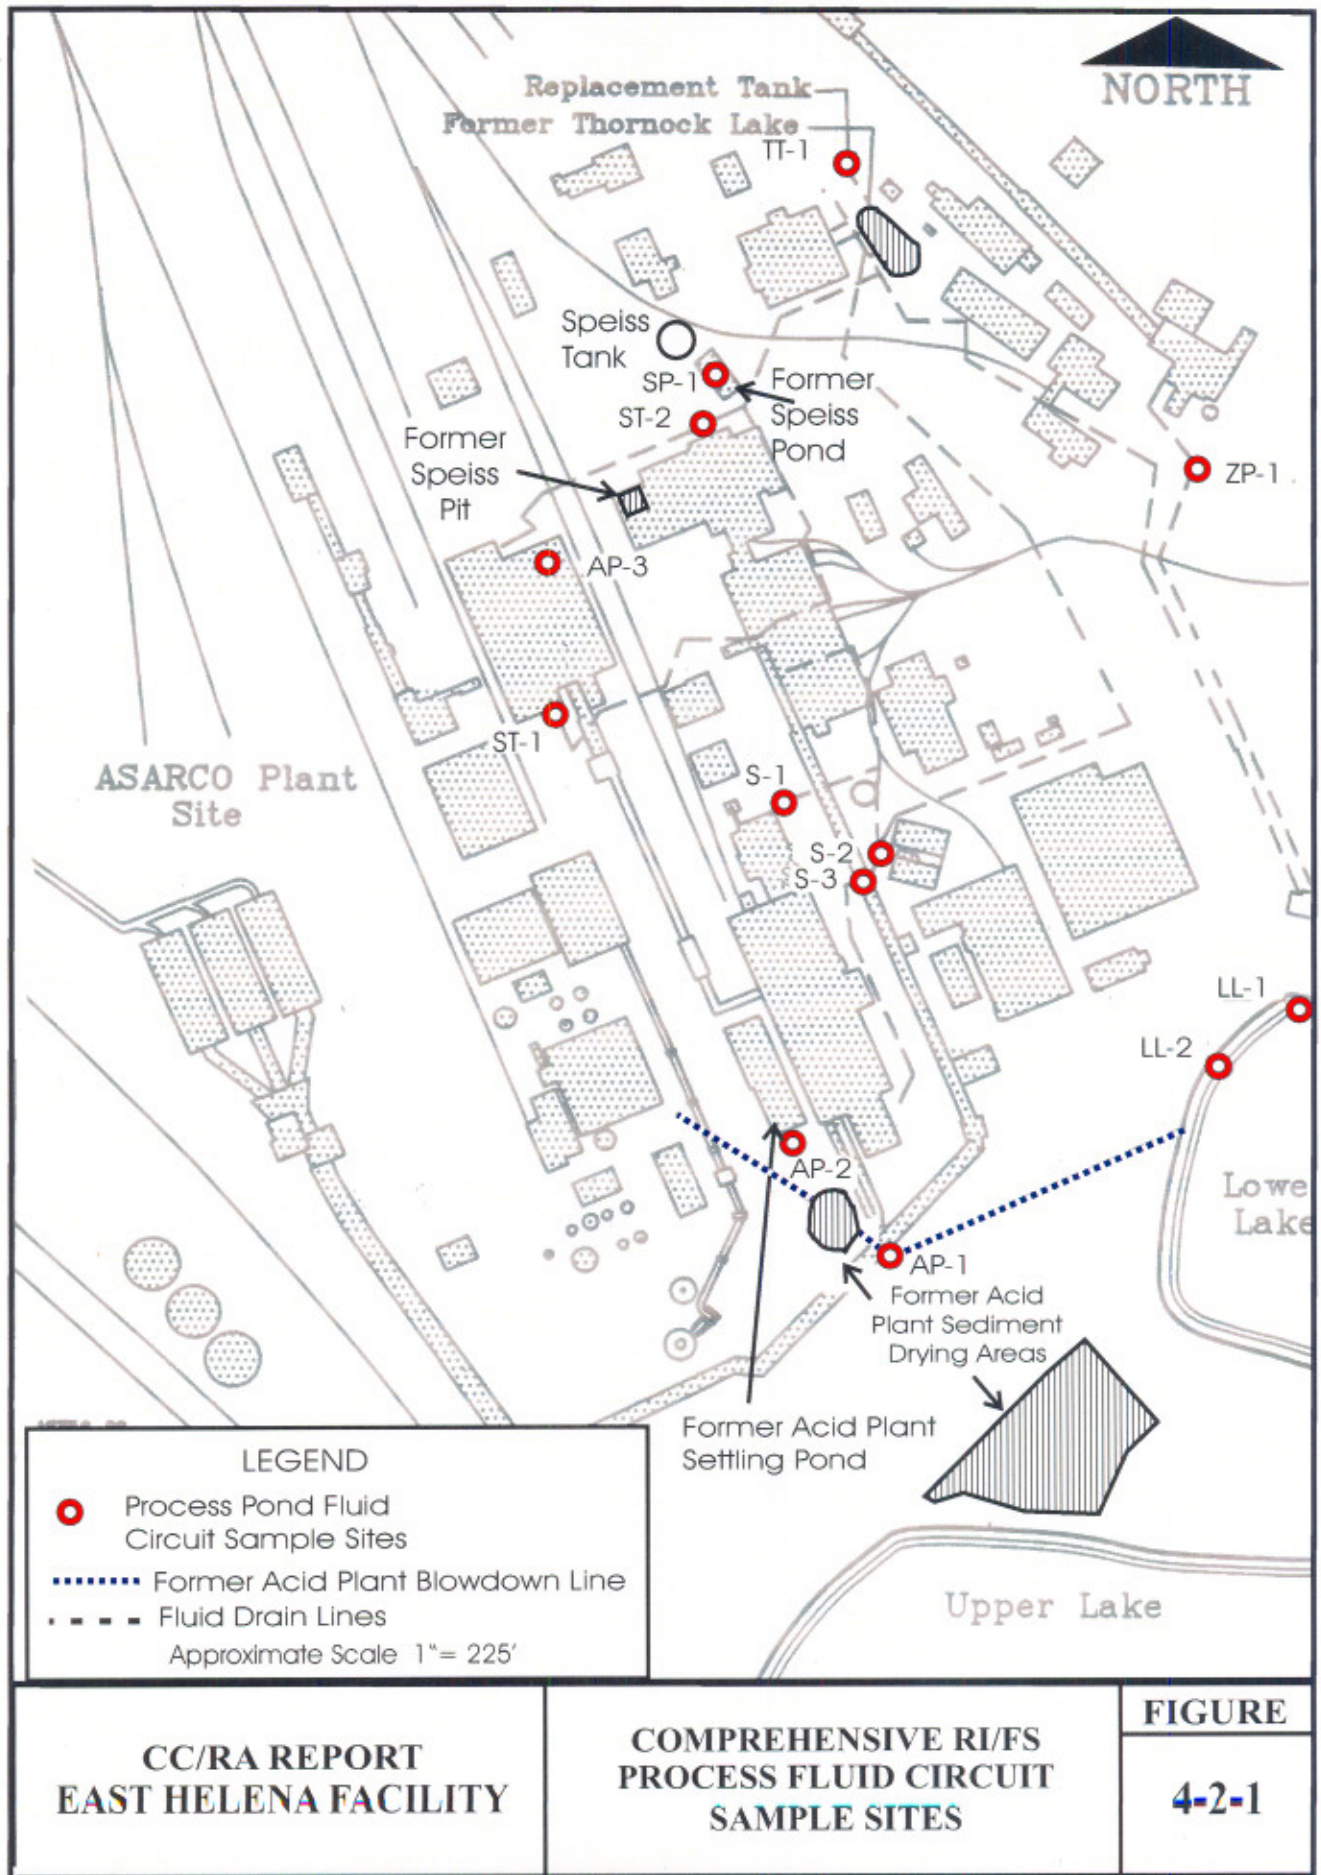 NORTH
Replacement Tank
Former Thornock Lake
TT-1
Speiss
Tank
SP-1
Former
Speiss
Pond
ST-2
Former
Speiss
Pit
ZP-1
AP-3
ST-1
ASARCO Plant
Site
S-1
S-2
S-3
LL-1
LL-2
AP-2
Lowe
Lake
AP-1
Former Acid
Plant Sediment
Drying Areas
Former Acid Plant
Settling Pond
Upper Lake
LEGEND
Process Pond Fluid
Circuit Sample Sites
Former Acid Plant Blowdown Line
Fluid Drain Lines
Approximate Scale 1"= 225'
CC/RA REPORT
EAST HELENA FACILITY
COMPREHENSIVE RI/FS
PROCESS FLUID CIRCUIT
SAMPLE SITES
FIGURE
4-2-1